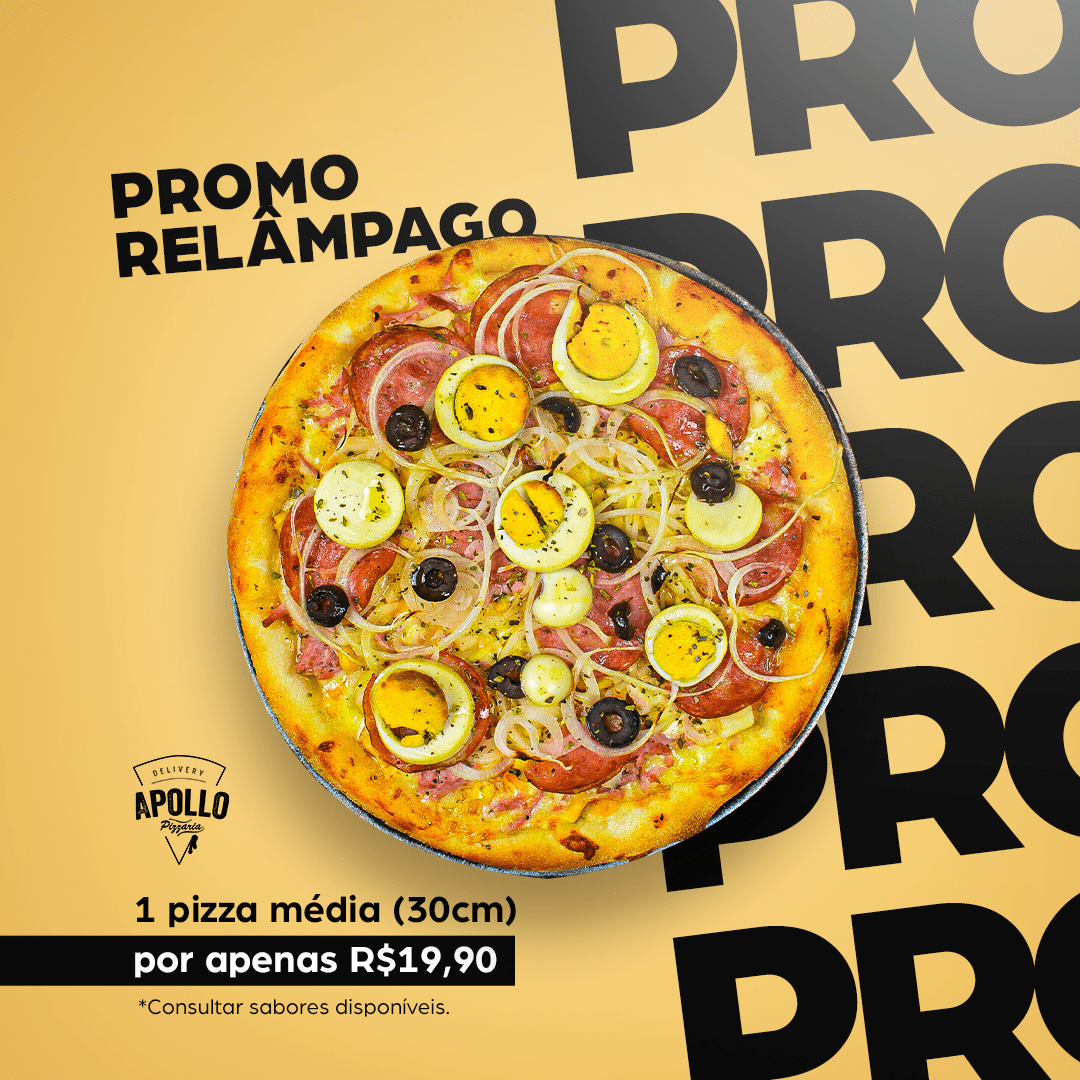 PROMO
RELÂMPAGO
PRO
PRO
RO
PRO
PRO
DELIVERY
APOLLO
Pizzaria
1 pizza média (30cm)
por apenas R$19,90
*Consultar sabores disponíveis.